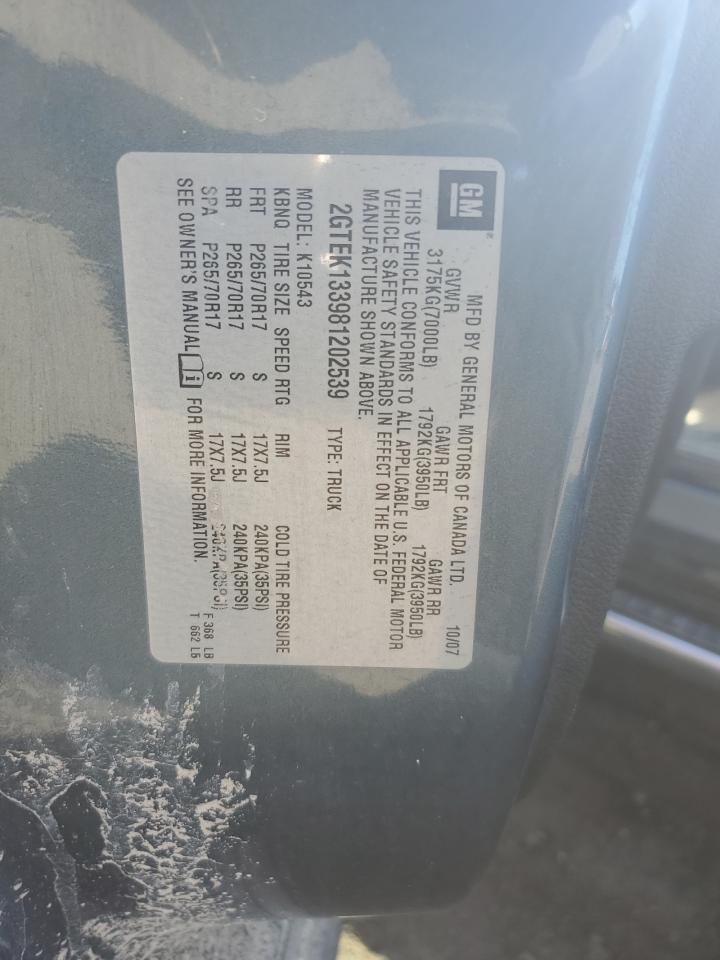 GM
MFD BY GENERAL MOTORS OF CANADA LTD. 10/07
GVWR GAWR FRT GAWR RR
3175KG(7000LB) 1792KG(3950LB) 1792KG(3950LB)
THIS VEHICLE CONFORMS TO ALL APPLICABLE U.S. FEDERAL MOTOR
VEHICLE SAFETY STANDARDS IN EFFECT ON THE DATE OF
MANUFACTURE SHOWN ABOVE.
2GTEK133981202539 TYPE: TRUCK
MODEL: K10543
KBNQ TIRE SIZE SPEED RTG RIM COLD TIRE PRESSURE
FRT P265/70R17 S 17X7.5J 240KPA(35PSI)
RR P265/70R17 S 17X7.5J 240KPA(35PSI)
SPA P265/70R17 S 17X7.5J 240KPA(35PSI)
SEE OWNER'S MANUAL i FOR MORE INFORMATION.
F 368 LB
T 662 LB